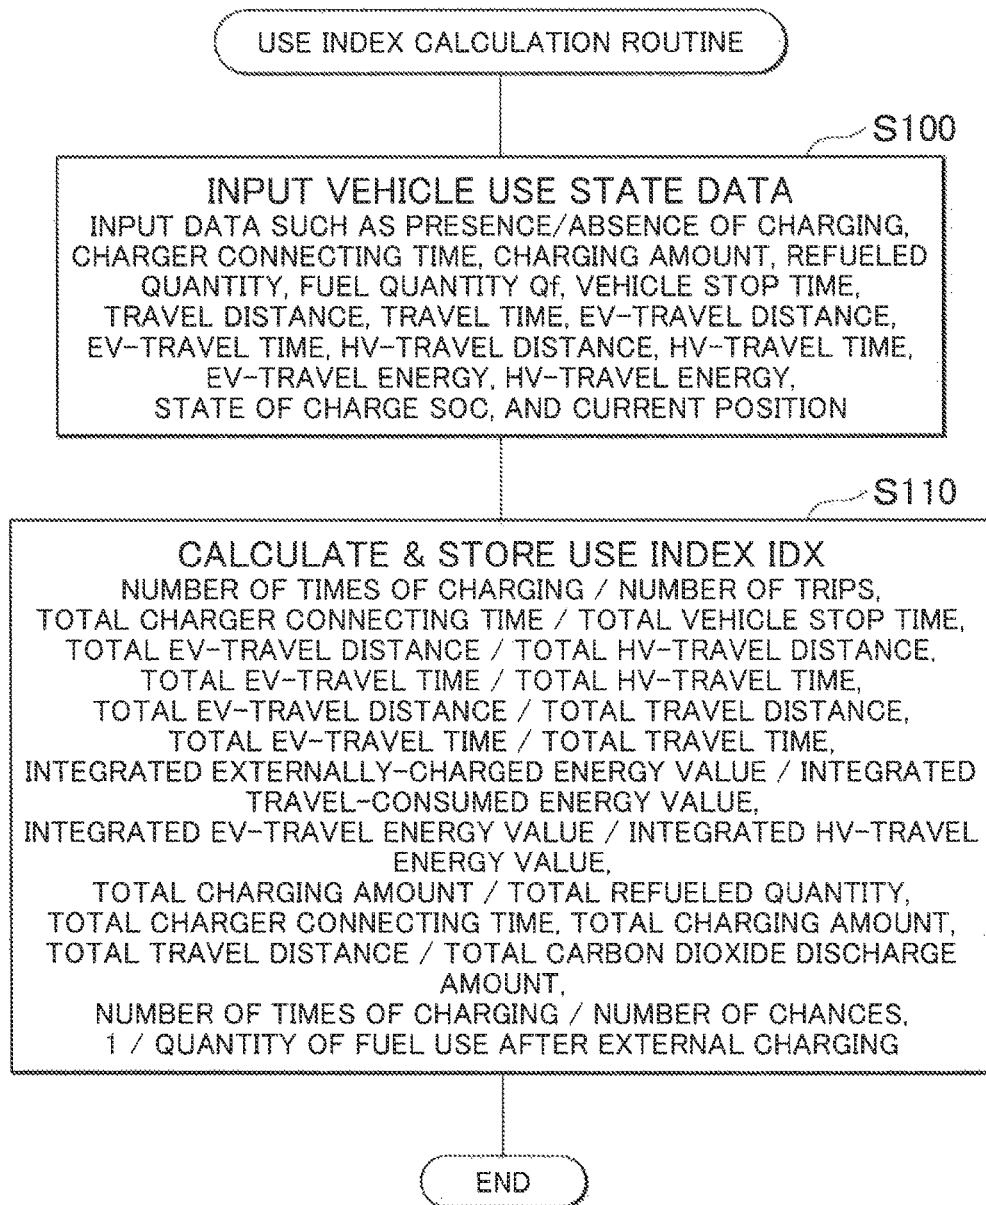 USE INDEX CALCULATION ROUTINE
S100
INPUT VEHICLE USE STATE DATA
INPUT DATA SUCH AS PRESENCE/ABSENCE OF CHARGING,
CHARGER CONNECTING TIME, CHARGING AMOUNT, REFUELED
QUANTITY, FUEL QUANTITY Qf, VEHICLE STOP TIME,
TRAVEL DISTANCE, TRAVEL TIME, EV-TRAVEL DISTANCE,
EV-TRAVEL TIME, HV-TRAVEL DISTANCE, HV-TRAVEL TIME,
EV-TRAVEL ENERGY, HV-TRAVEL ENERGY,
STATE OF CHARGE SOC, AND CURRENT POSITION
S110
CALCULATE & STORE USE INDEX IDX
NUMBER OF TIMES OF CHARGING / NUMBER OF TRIPS,
TOTAL CHARGER CONNECTING TIME / TOTAL VEHICLE STOP TIME,
TOTAL EV-TRAVEL DISTANCE / TOTAL HV-TRAVEL DISTANCE,
TOTAL EV-TRAVEL TIME / TOTAL HV-TRAVEL TIME,
TOTAL EV-TRAVEL DISTANCE / TOTAL TRAVEL DISTANCE,
TOTAL EV-TRAVEL TIME / TOTAL TRAVEL TIME,
INTEGRATED EXTERNALLY-CHARGED ENERGY VALUE / INTEGRATED
TRAVEL-CONSUMED ENERGY VALUE,
INTEGRATED EV-TRAVEL ENERGY VALUE / INTEGRATED HV-TRAVEL
ENERGY VALUE,
TOTAL CHARGING AMOUNT / TOTAL REFUELED QUANTITY,
TOTAL CHARGER CONNECTING TIME, TOTAL CHARGING AMOUNT,
TOTAL TRAVEL DISTANCE / TOTAL CARBON DIOXIDE DISCHARGE
AMOUNT,
NUMBER OF TIMES OF CHARGING / NUMBER OF CHANCES,
1 / QUANTITY OF FUEL USE AFTER EXTERNAL CHARGING
END